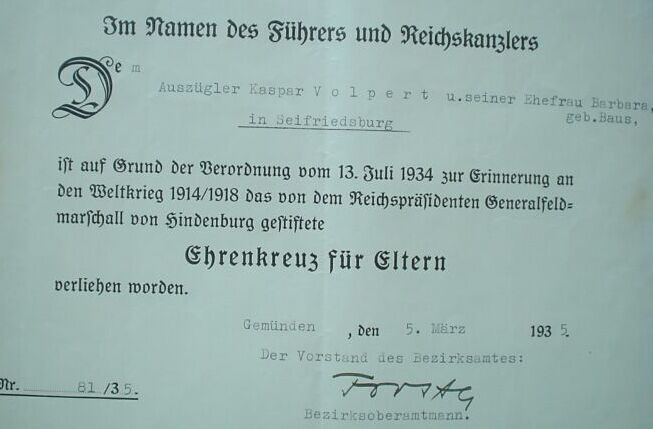 Im Namen des Führers und Reichskanzlers
Dem
Auszügler Kaspar Volpert u.seiner Ehefrau Barbara,
geb.Baus,
in Seifriedsburg
ist auf Grund der Verordnung vom 13. Juli 1934 zur Erinnerung an
den Weltkrieg 1914/1918 das von dem Reichspräsidenten Generalfeld=
marschall von Hindenburg gestiftete
Ehrenkreuz für Eltern
verliehen worden.
Gemünden, den 5. März 1935.
Der Vorstand des Bezirksamtes:
Nr. 81/35.
Bezirksoberamtmann.